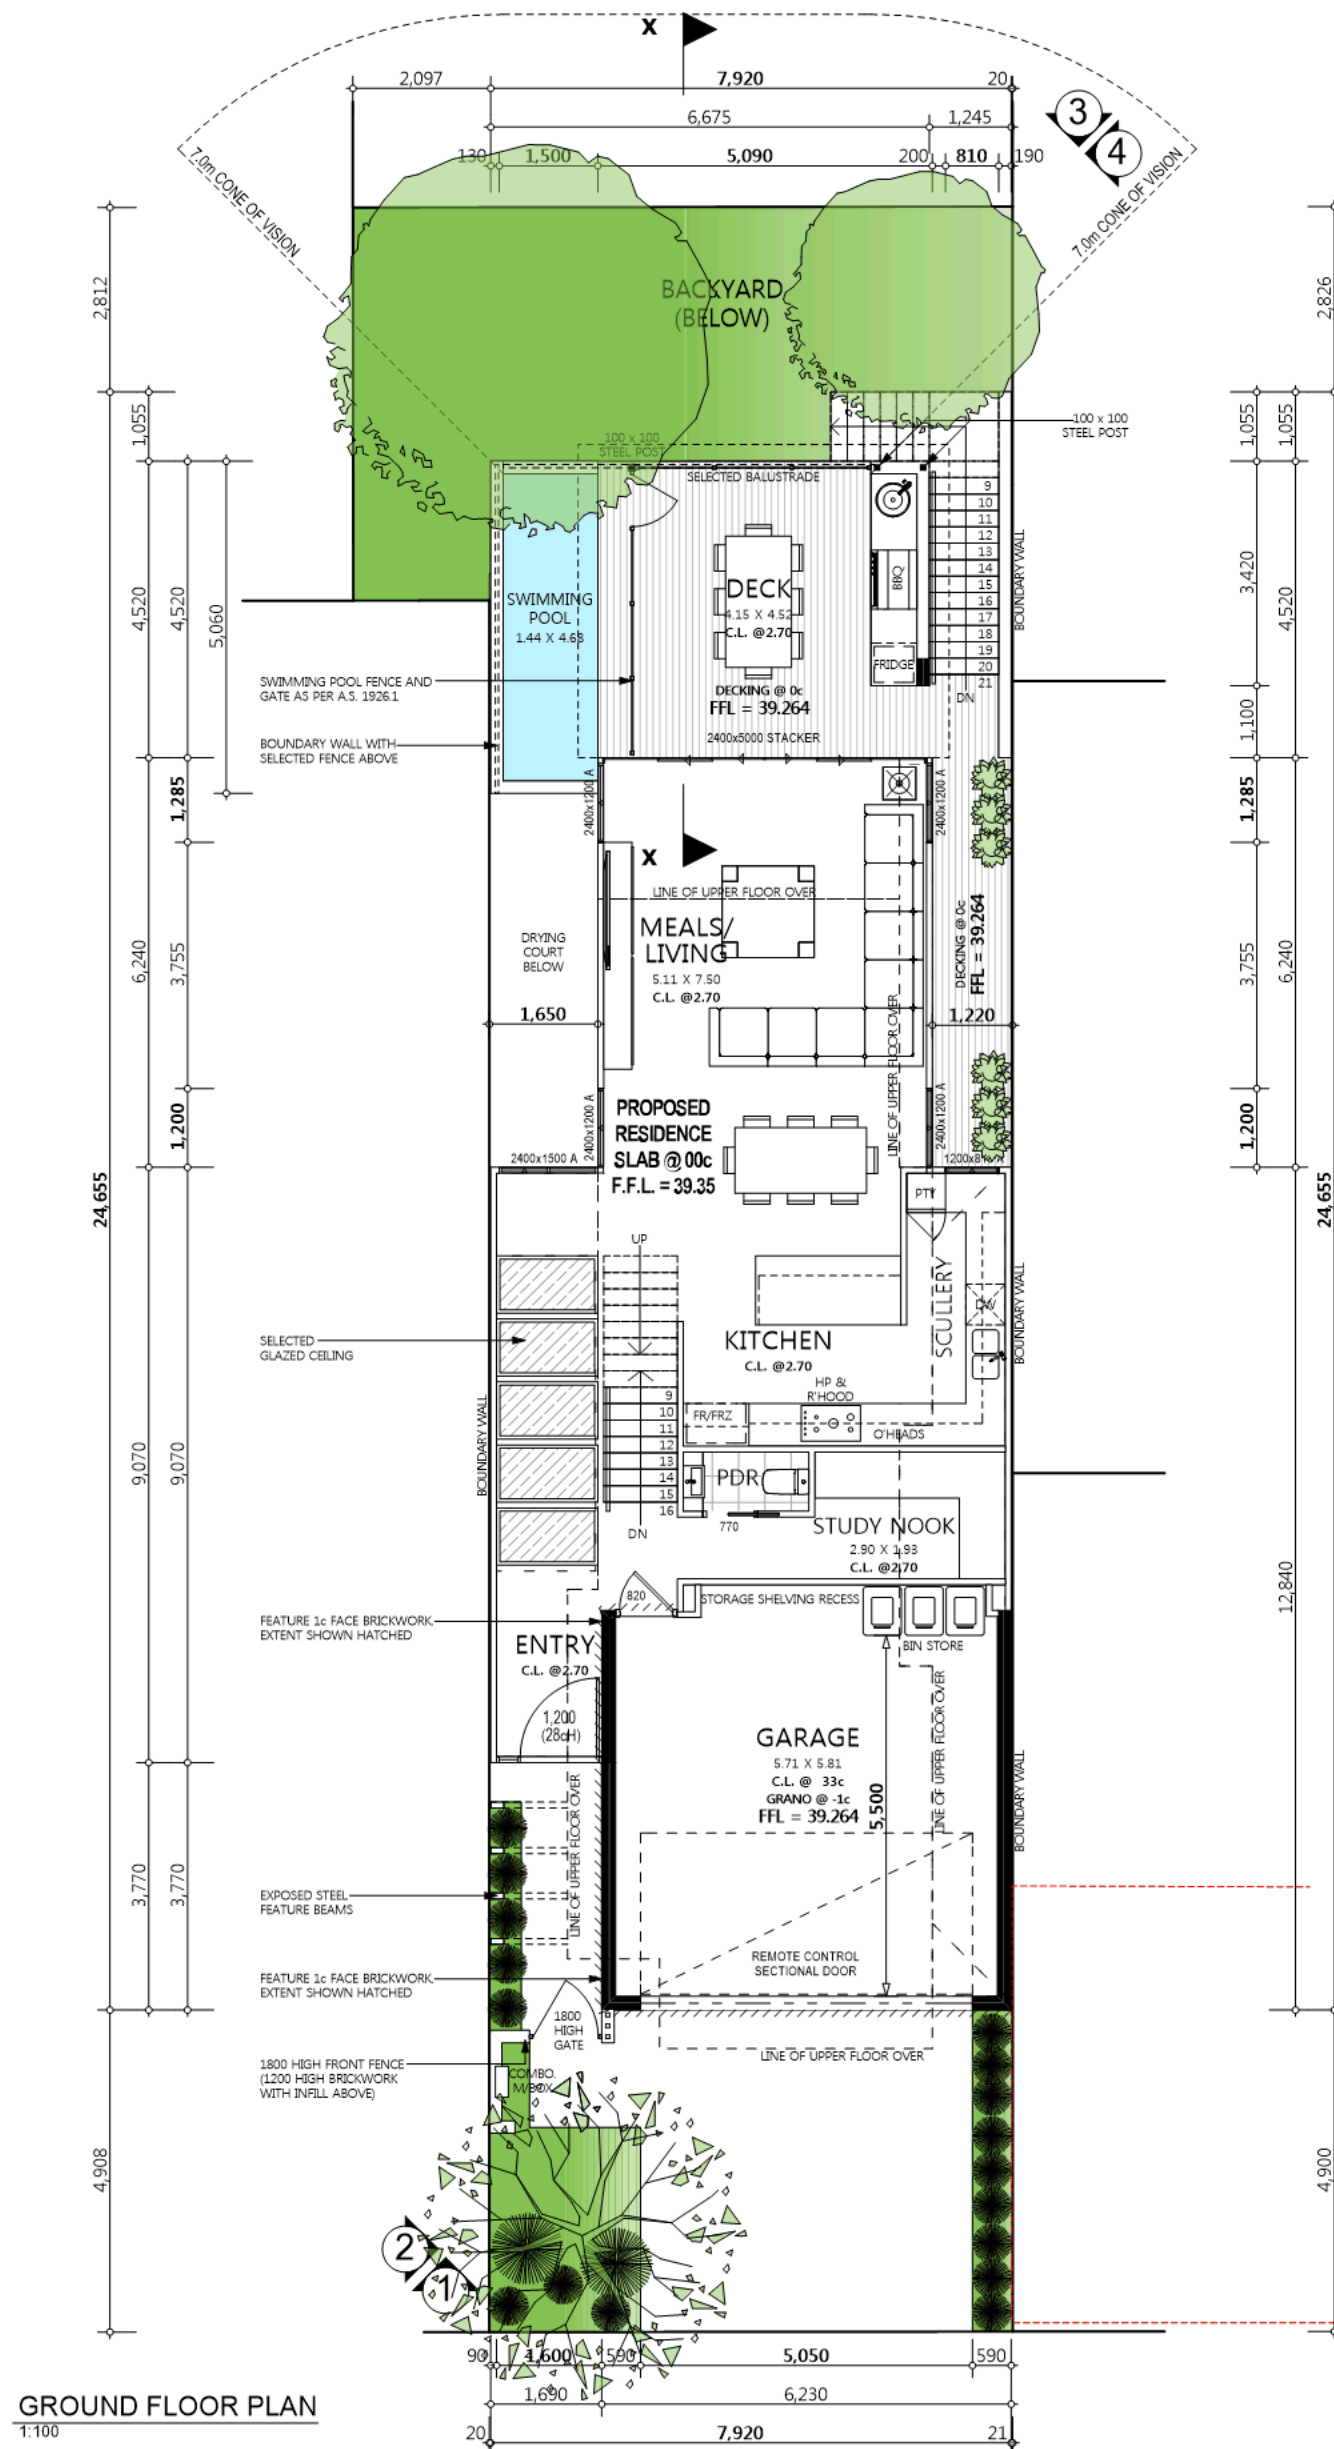 X
2,097
7,920
20
6,675
1,245
3
4
130
1,500
5,090
200
810
190
7.0m CONE OF VISION
7.0m CONE OF VISION
2,812
2,826
BACKYARD
(BELOW)
1,055
1,055
1,055
100 x 100
STEEL POST
100 x 100
STEEL POST
SELECTED BALUSTRADE
9
10
11
12
13
14
15
16
17
18
19
20
21
DN
BOUNDARY WALL
4,520
4,520
5,060
3,420
4,520
SWIMMING
POOL
1.44 X 4.63
DECK
4.15 X 4.52
C.L. @2.70
BBQ
FRIDGE
SWIMMING POOL FENCE AND
GATE AS PER A.S. 1926.1
DECKING @ 0c
FFL = 39.264
2400x5000 STACKER
1,100
BOUNDARY WALL WITH
SELECTED FENCE ABOVE
1,285
2400x1200 A
2400x1200 A
1,285
X
LINE OF UPPER FLOOR OVER
MEALS/
LIVING
5.11 X 7.50
C.L. @2.70
DRYING
COURT
BELOW
DECKING @ 0c
FFL = 39.264
6,240
3,755
3,755
6,240
1,650
1,220
LINE OF UPPER FLOOR OVER
1,200
2400x1200 A
2400x1200 A
1,200
PROPOSED
RESIDENCE
SLAB @ 00c
F.F.L. = 39.35
2400x1500 A
24,655
24,655
PTY
UP
SCULLERY
DW
BOUNDARY WALL
SELECTED
GLAZED CEILING
KITCHEN
C.L. @2.70
HP &
R'HOOD
FR/FRZ
O'HEADS
9
10
11
12
13
14
15
16
DN
BOUNDARY WALL
9,070
9,070
PDR
770
STUDY NOOK
2.90 X 1.93
C.L. @2.70
12,840
820
STORAGE SHELVING RECESS
BIN STORE
FEATURE 1c FACE BRICKWORK
EXTENT SHOWN HATCHED
ENTRY
C.L. @2.70
1,200
(28cH)
GARAGE
5.71 X 5.81
C.L. @ 33c
GRANO @ -1c
FFL = 39.264
5,500
LINE OF UPPER FLOOR OVER
BOUNDARY WALL
LINE OF UPPER FLOOR OVER
3,770
3,770
EXPOSED STEEL
FEATURE BEAMS
REMOTE CONTROL
SECTIONAL DOOR
FEATURE 1c FACE BRICKWORK
EXTENT SHOWN HATCHED
1800
HIGH
GATE
LINE OF UPPER FLOOR OVER
1800 HIGH FRONT FENCE
(1200 HIGH BRICKWORK
WITH INFILL ABOVE)
COMBO.
M/BOX
4,908
4,900
2
1
90
1,600
590
5,050
590
1,690
6,230
20
7,920
21
GROUND FLOOR PLAN
1:100